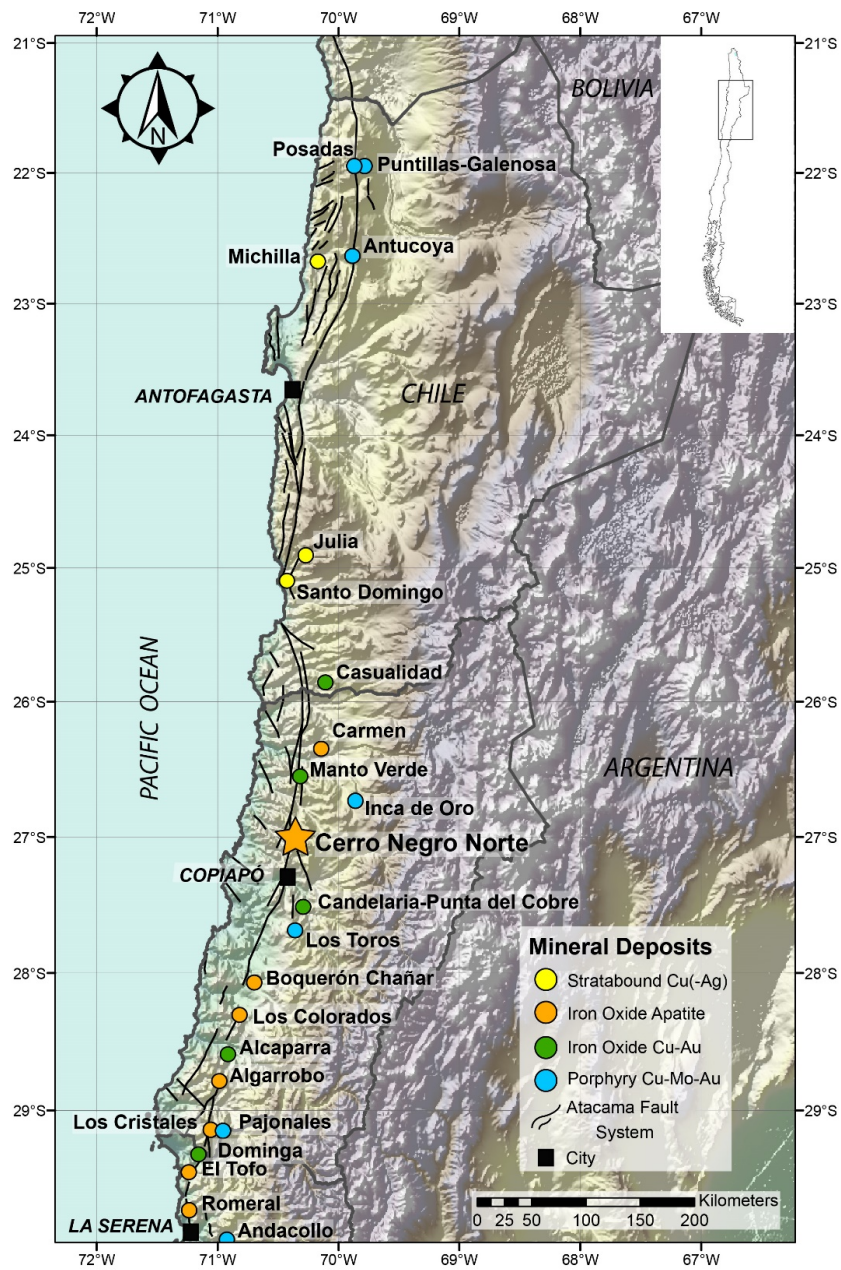 72°W 71°W 70°W 69°W 68°W 67°W
21°S 21°S
BOLIVIA
N
Posadas
Puntillas-Galenosa
22°S 22°S
Michilla
Antucoya
23°S 23°S
ANTOFAGASTA
CHILE
24°S 24°S
Julia
25°S 25°S
Santo Domingo
PACIFIC OCEAN
Casualidad
26°S 26°S
Carmen
Manto Verde
ARGENTINA
Inca de Oro
27°S 27°S
Cerro Negro Norte
COPIAPÓ
Candelaria-Punta del Cobre
Los Toros
28°S 28°S
Boquerón Chañar
Los Colorados
Alcaparra
Algarrobo
29°S 29°S
Los Cristales
Pajonales
Dominga
El Tofo
Romeral
LA SERENA
Andacollo
Mineral Deposits
Stratabound Cu(-Ag)
Iron Oxide Apatite
Iron Oxide Cu-Au
Porphyry Cu-Mo-Au
Atacama Fault
System
City
Kilometers
0 25 50 100 150 200
72°W 71°W 70°W 69°W 68°W 67°W